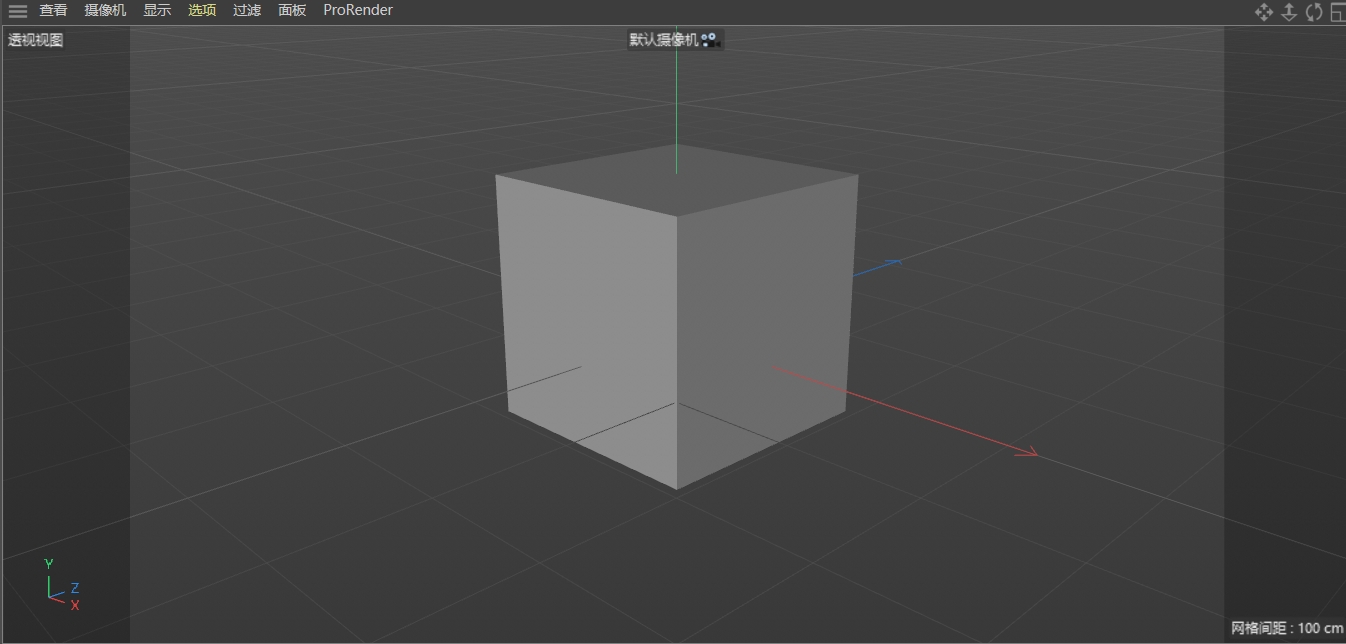 查看 摄像机 显示 选项 过滤 面板 ProRender
透视视图
默认摄像机
Y
Z
X
网格间距 : 100 cm